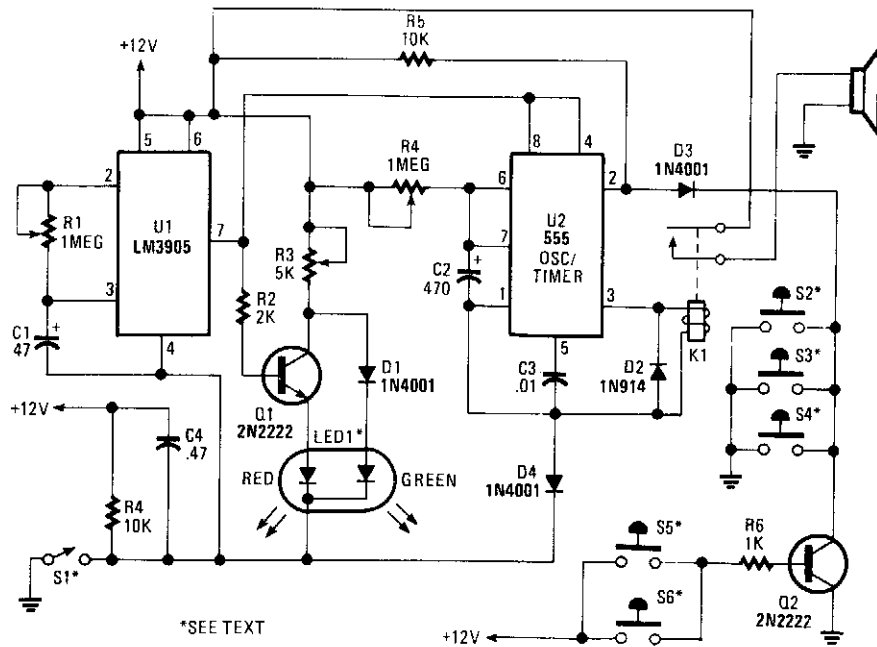 R5
10K
+12V
5
6
8
4
2
R1
1MEG
3
C1
+
47
U1
LM3905
7
4
R2
2K
R3
5K
R4
1MEG
6
7
1
C2
+
470
U2
555
OSC/
TIMER
2
3
5
D3
1N4001
K1
D2
1N914
C3
.01
S2*
S3*
S4*
Q1
2N2222
D1
1N4001
LED1*
RED
GREEN
D4
1N4001
+12V
C4
.47
R4
10K
S1*
S5*
S6*
R6
1K
Q2
2N2222
+12V
*SEE TEXT